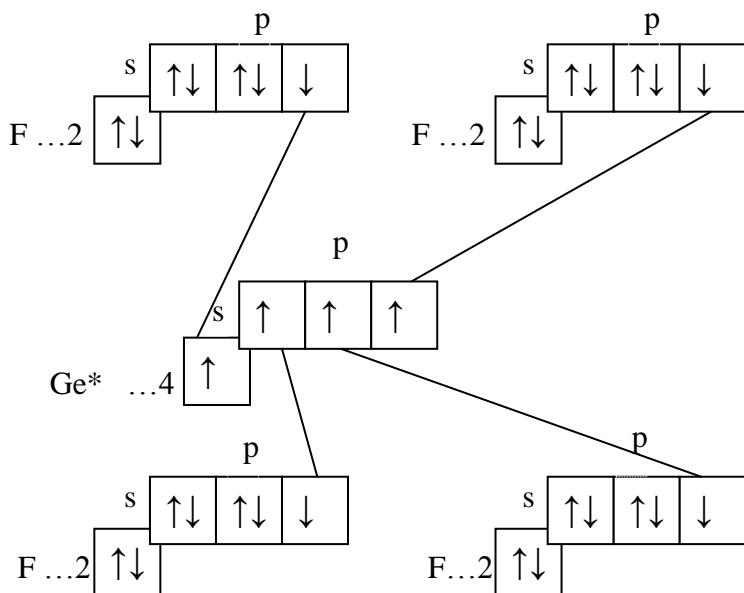 p p
s ↑↓ ↑↓ ↓ s ↑↓ ↑↓ ↓
F …2 ↑↓ F …2 ↑↓
p
s ↑ ↑ ↑
Ge* …4 ↑
p p
s ↑↓ ↑↓ ↓ s ↑↓ ↑↓ ↓
F …2 ↑↓ F…2 ↑↓